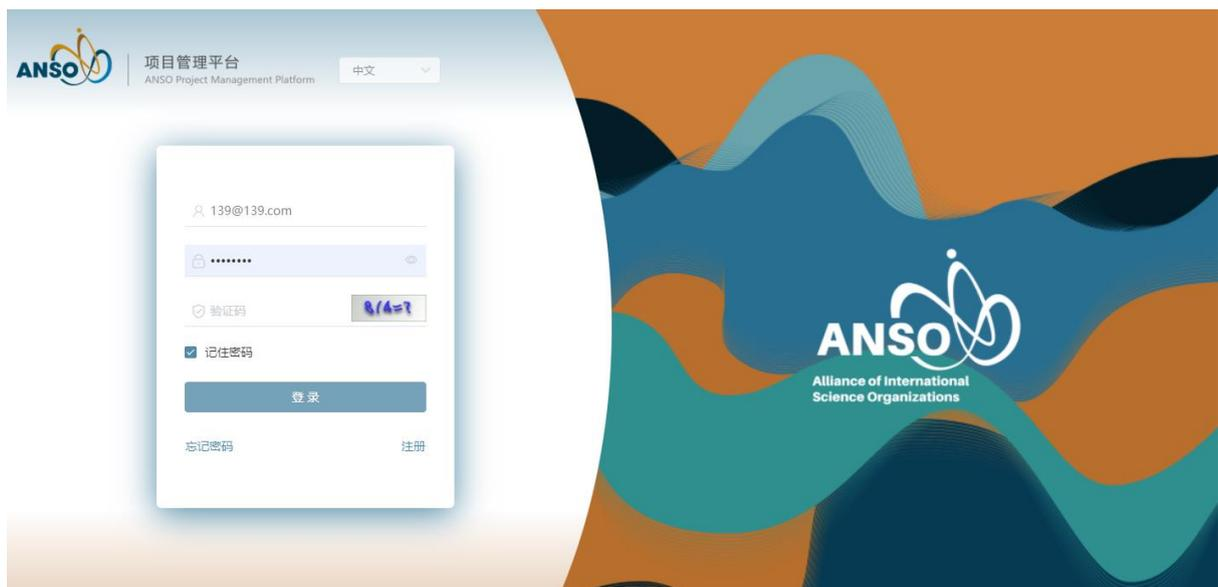 ANSO
项目管理平台
ANSO Project Management Platform
中文
139@139.com
••••••••
验证码
8/4=?
记住密码
登录
忘记密码
注册
ANSO
Alliance of International
Science Organizations